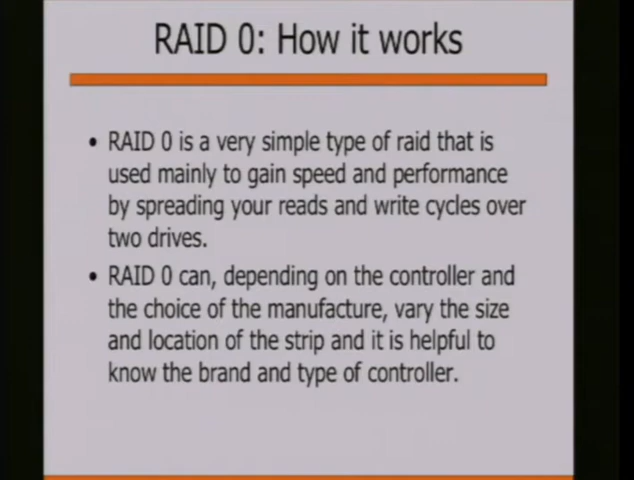 RAID 0: How it works
• RAID 0 is a very simple type of raid that is
used mainly to gain speed and performance
by spreading your reads and write cycles over
two drives.
• RAID 0 can, depending on the controller and
the choice of the manufacture, vary the size
and location of the strip and it is helpful to
know the brand and type of controller.